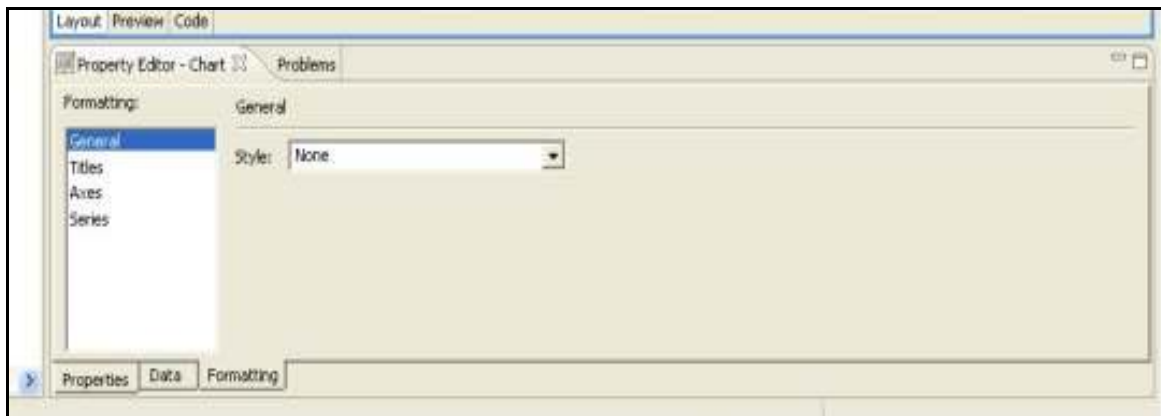 Layout Preview Code
Property Editor - Chart Problems
Formatting:
General
Titles
Axes
Series
General
Style: None
Properties Data Formatting